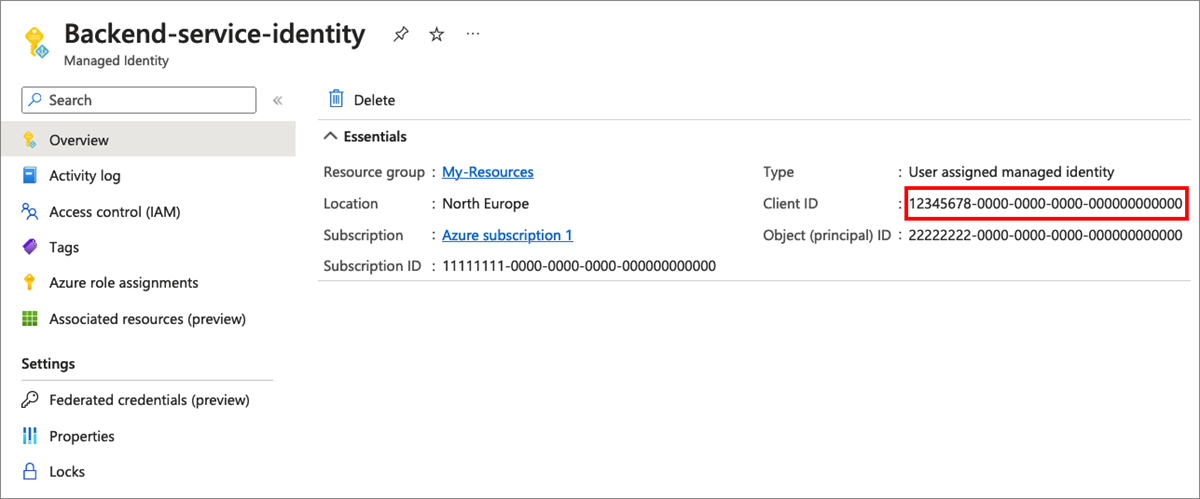 Backend-service-identity
Managed Identity
Search
Delete
Overview
Essentials
Activity log
Resource group : My-Resources
Type : User assigned managed identity
Access control (IAM)
Location : North Europe
Client ID : 12345678-0000-0000-0000-000000000000
Tags
Subscription : Azure subscription 1
Object (principal) ID : 22222222-0000-0000-0000-000000000000
Subscription ID : 11111111-0000-0000-0000-000000000000
Azure role assignments
Associated resources (preview)
Settings
Federated credentials (preview)
Properties
Locks